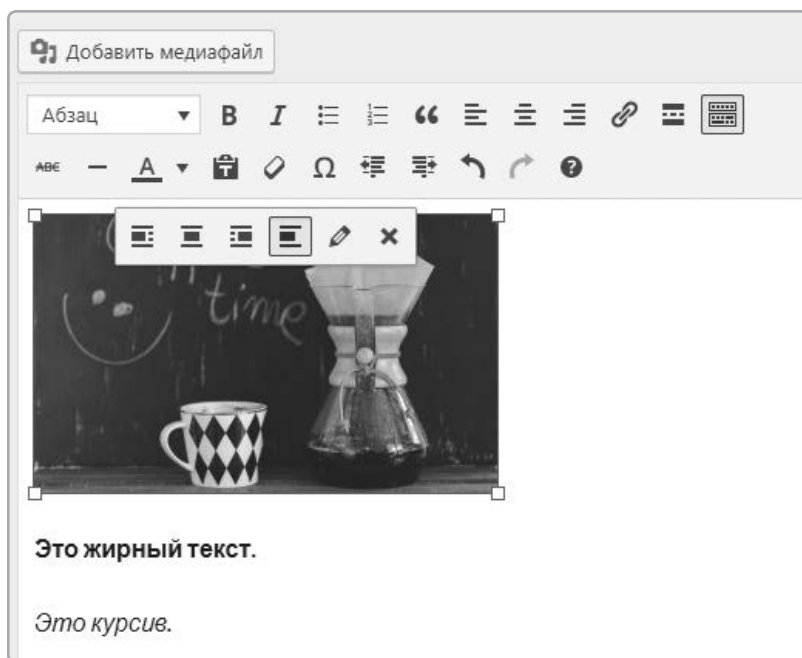 Добавить медиафайл
Абзац
B I
ABC A T Ω ?
time
Это жирный текст.
Это курсив.